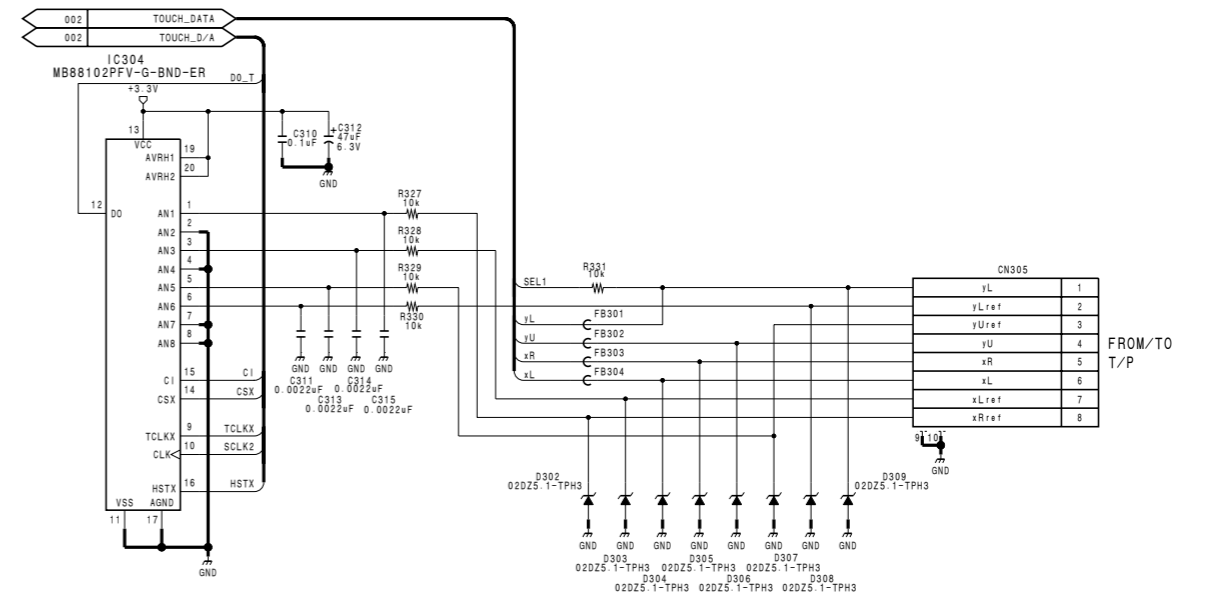 002 TOUCH_DATA
002 TOUCH_D/A
IC304
MB88102PFV-G-BND-ER
DO_T
+3.3V
13
VCC
19
AVRH1
20
AVRH2
C310
0.1uF
+C312
47uF
6.3V
GND
12
DO
AN1 1
AN2 2
AN3 3
AN4 4
AN5 5
AN6 6
AN7 7
AN8 8
R327
10k
R328
10k
R329
10k
R330
10k
GND GND GND GND
C311
0.0022uF
C313
0.0022uF
C314
0.0022uF
C315
0.0022uF
CI 15 CI
CSX 14 CSX
TCLKX 9 TCLKX
CLK 10 SCLK2
HSTX 16 HSTX
VSS AGND
11 17
GND
SEL1
R331
10k
yL FB301
yU FB302
xR FB303
xL FB304
CN305
yL 1
yLref 2
yUref 3
yU 4
xR 5
xL 6
xLref 7
xRref 8
FROM/TO
T/P
9 10
GND
D302
02DZ5.1-TPH3
D309
02DZ5.1-TPH3
GND GND GND GND GND GND GND GND
D303
02DZ5.1-TPH3
D305
02DZ5.1-TPH3
D307
02DZ5.1-TPH3
D304
02DZ5.1-TPH3
D306
02DZ5.1-TPH3
D308
02DZ5.1-TPH3